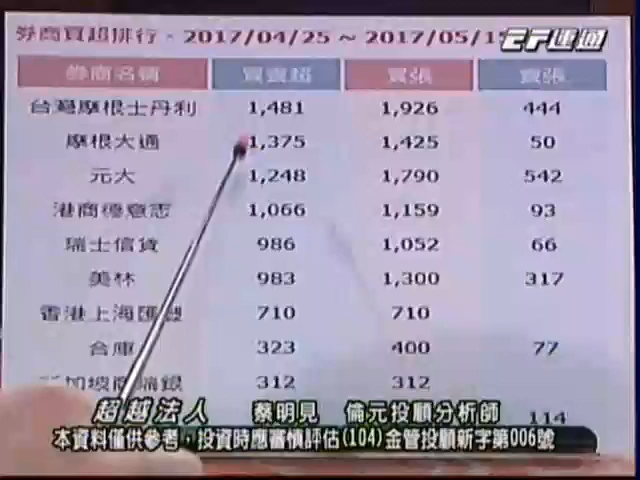 券商買超排行 - 2017/04/25 ~ 2017/05/1
EF運通
券商名稱 買賣超 買張 賣張
台灣摩根士丹利 1,481 1,926 444
摩根大通 1,375 1,425 50
元大 1,248 1,790 542
港商德意志 1,066 1,159 93
瑞士信貸 986 1,052 66
美林 983 1,300 317
香港上海匯豐 710 710
合庫 323 400 77
加坡商瑞銀 312 312
114
超越法人 蔡明見 倫元投顧分析師
本資料僅供參考，投資時應審慎評估(104)金管投顧新字第006號